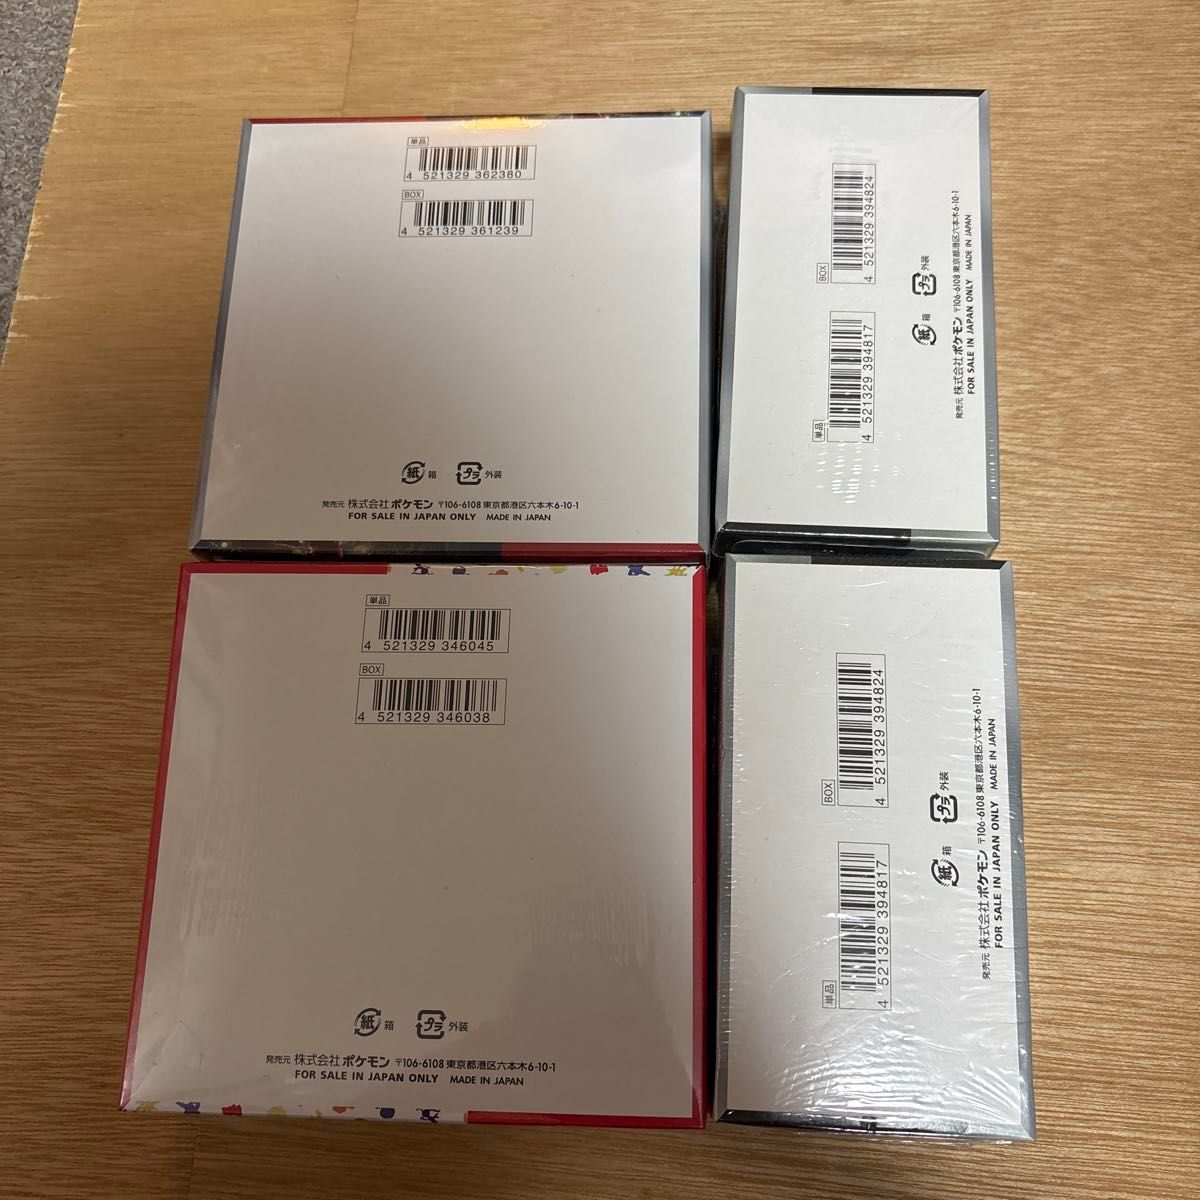 単品
4 521329 362380
BOX
4 521329 361239
紙 箱 プラ 外装
発売元 株式会社ポケモン 〒106-6108 東京都港区六本木6-10-1
FOR SALE IN JAPAN ONLY MADE IN JAPAN
BOX
4 521329 394824
単品
4 521329 394817
紙 箱 プラ 外装
発売元 株式会社ポケモン 〒106-6108 東京都港区六本木6-10-1
FOR SALE IN JAPAN ONLY MADE IN JAPAN
単品
4 521329 346045
BOX
4 521329 346038
紙 箱 プラ 外装
発売元 株式会社ポケモン 〒106-6108 東京都港区六本木6-10-1
FOR SALE IN JAPAN ONLY MADE IN JAPAN
BOX
4 521329 394824
単品
4 521329 394817
紙 箱 プラ 外装
発売元 株式会社ポケモン 〒106-6108 東京都港区六本木6-10-1
FOR SALE IN JAPAN ONLY MADE IN JAPAN